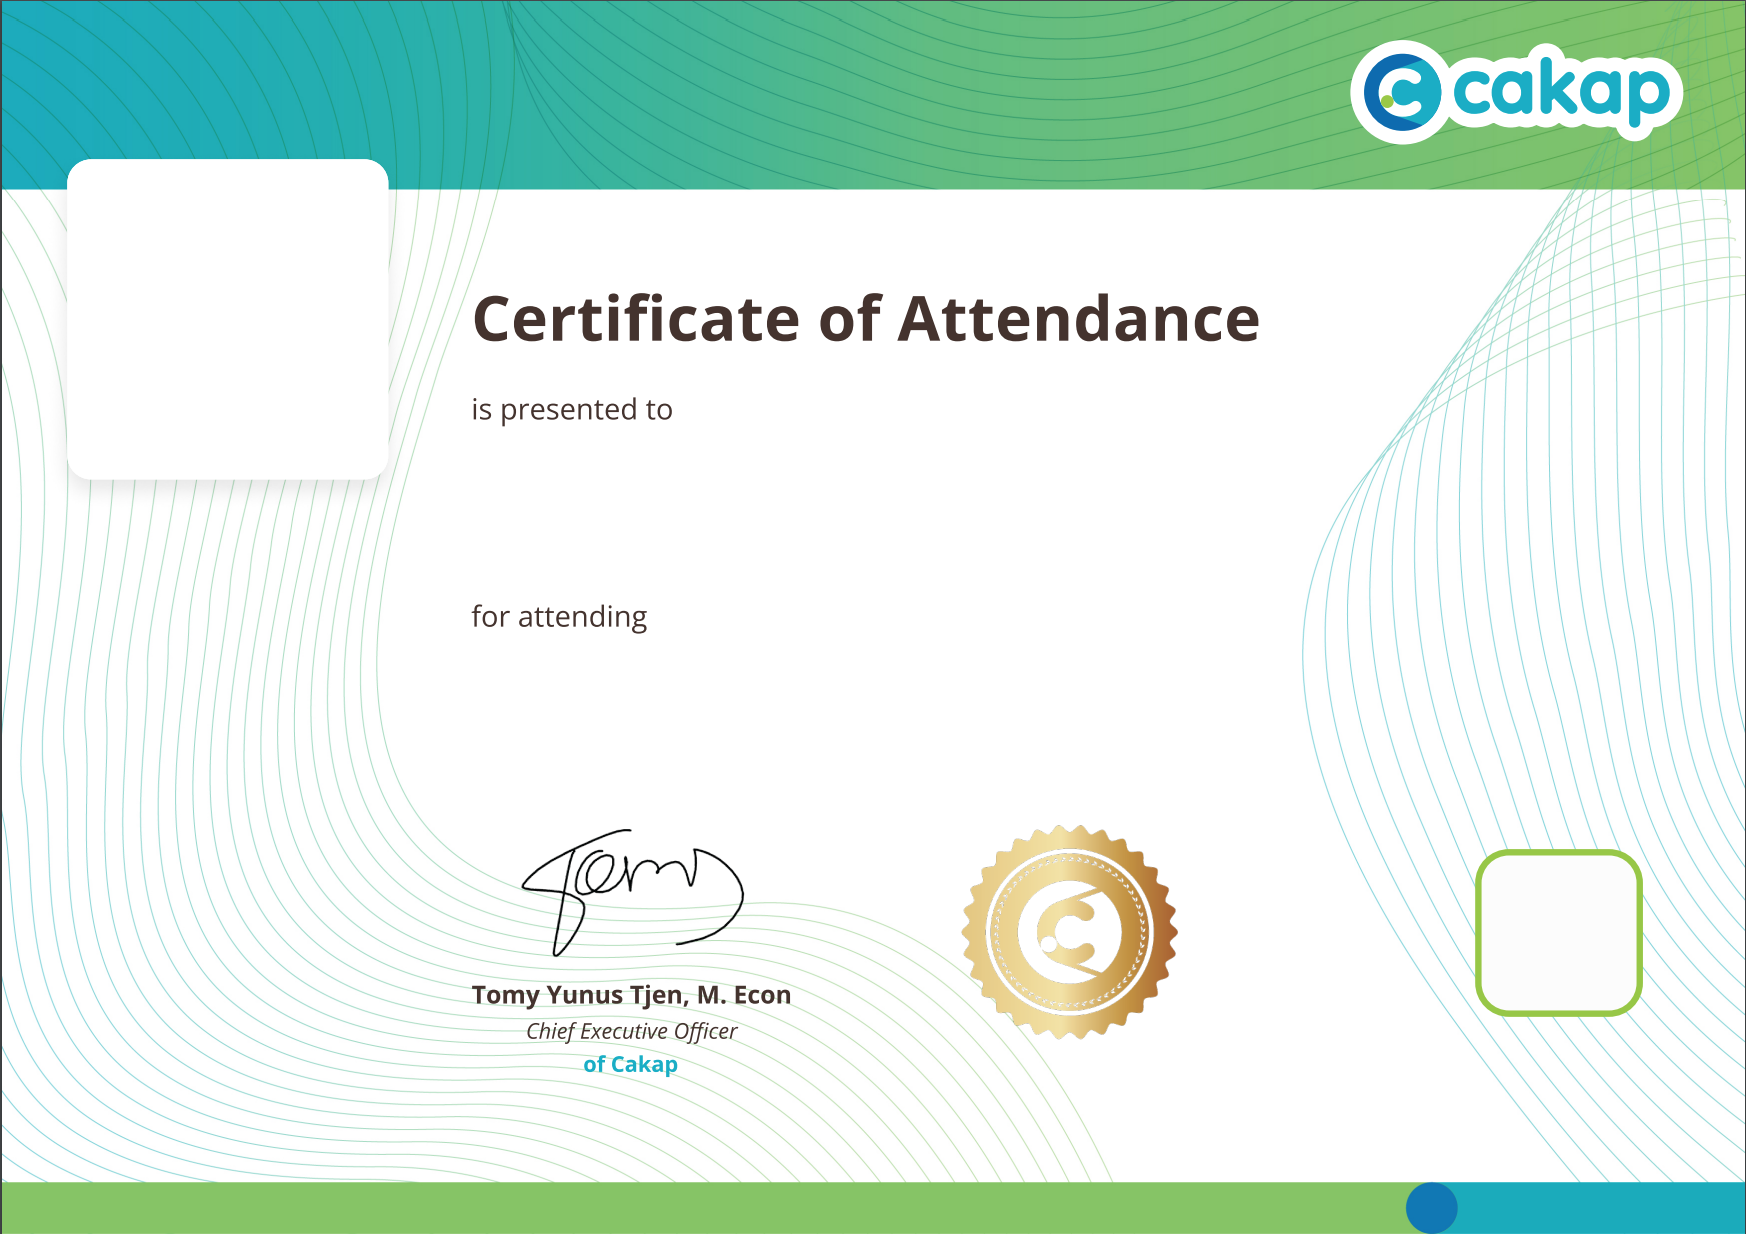 cakap
Certificate of Attendance
is presented to
for attending
Tomy Yunus Tjen, M. Econ
Chief Executive Officer
of Cakap